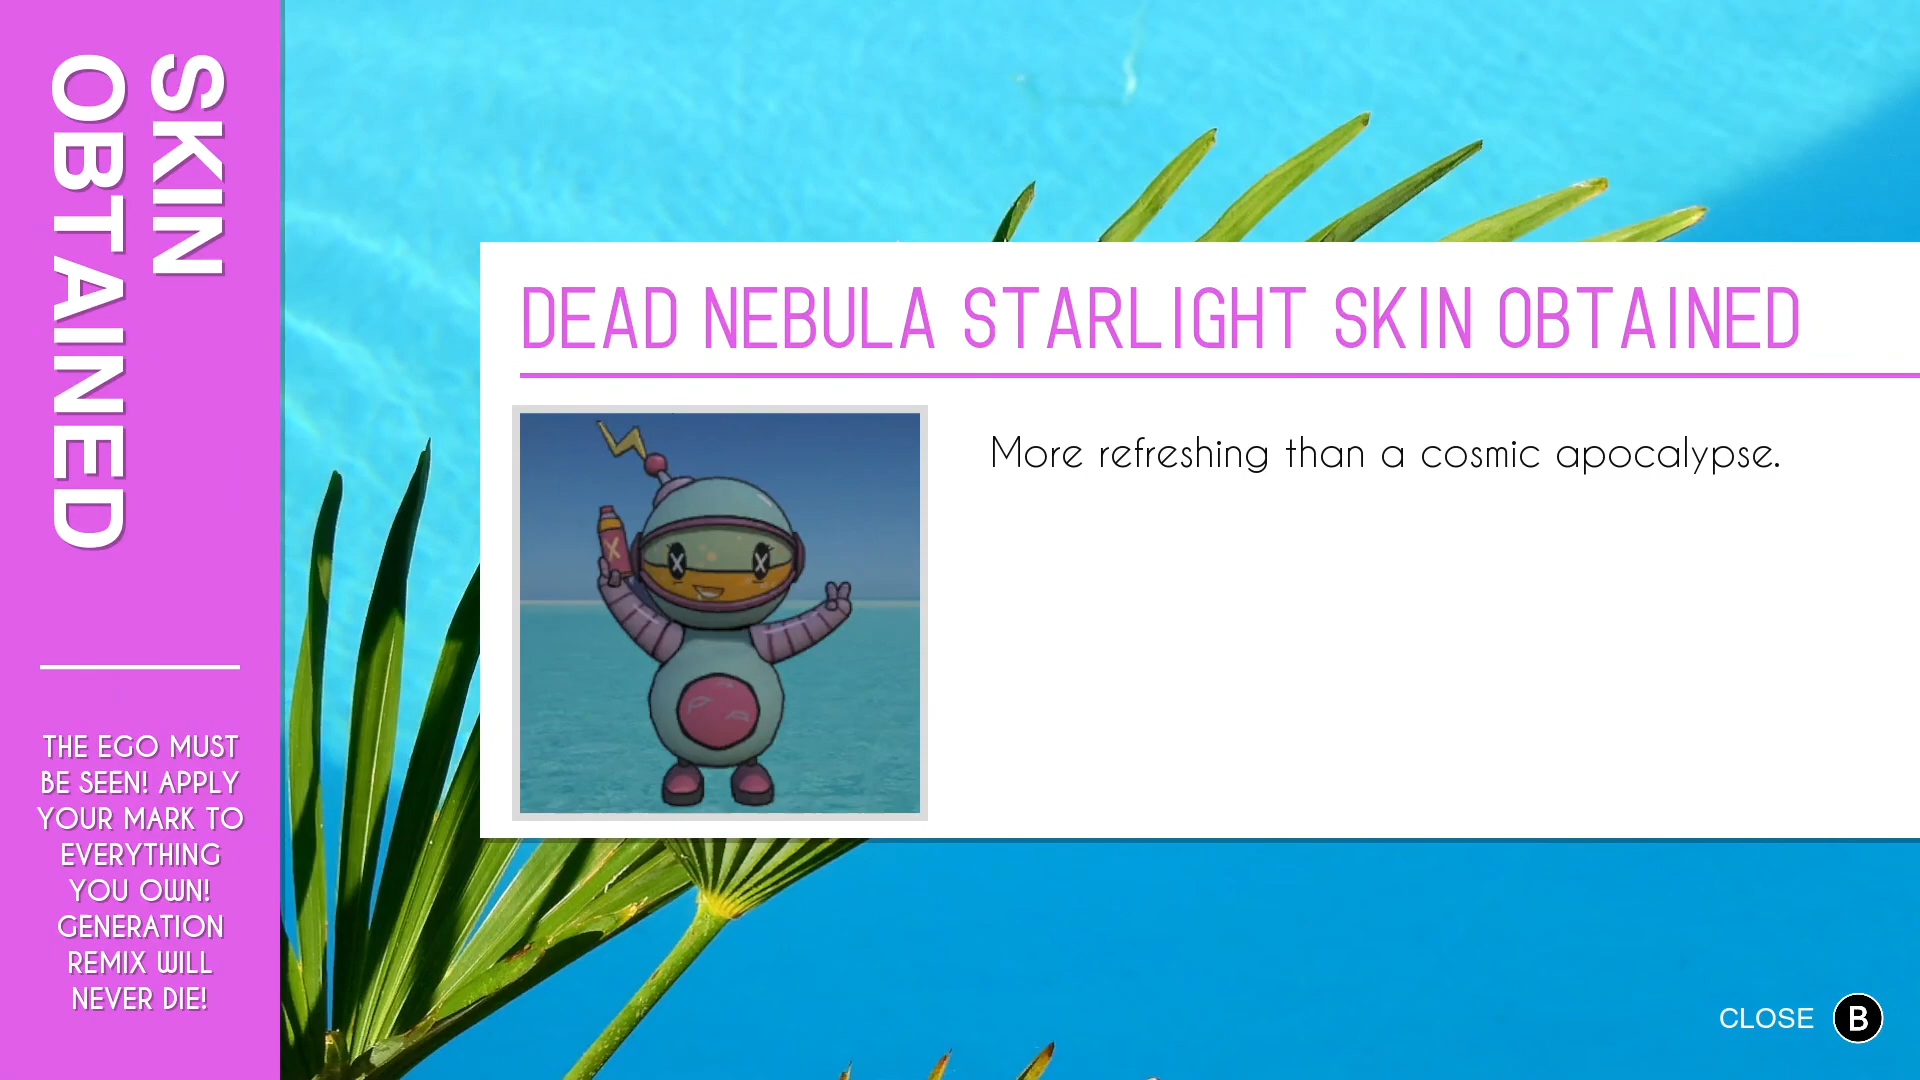 SKIN
OBTAINED
THE EGO MUST
BE SEEN! APPLY
YOUR MARK TO
EVERYTHING
YOU OWN!
GENERATION
REMIX WILL
NEVER DIE!
DEAD NEBULA STARLIGHT SKIN OBTAINED
More refreshing than a cosmic apocalypse.
CLOSE B